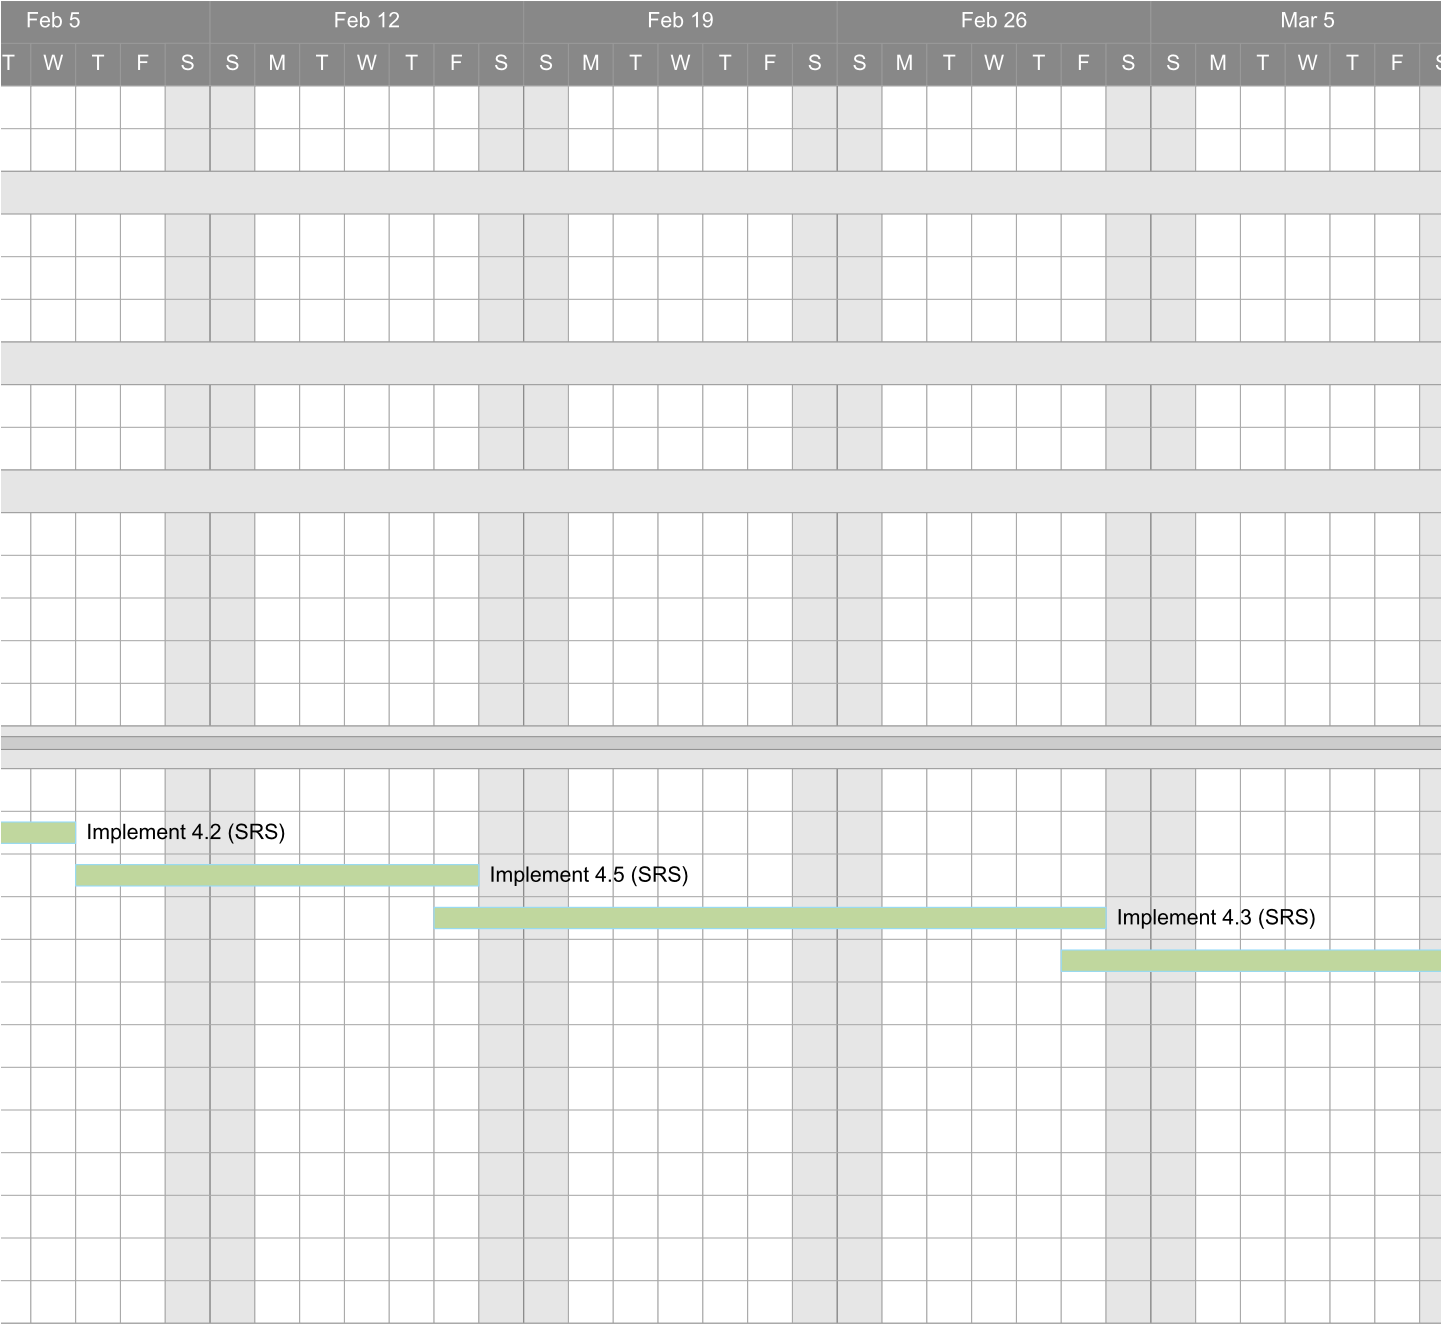 Feb 5 Feb 12 Feb 19 Feb 26 Mar 5
T W T F S S M T W T F S S M T W T F S S M T W T F S S M T W T F S
Implement 4.2 (SRS)
Implement 4.5 (SRS)
Implement 4.3 (SRS)